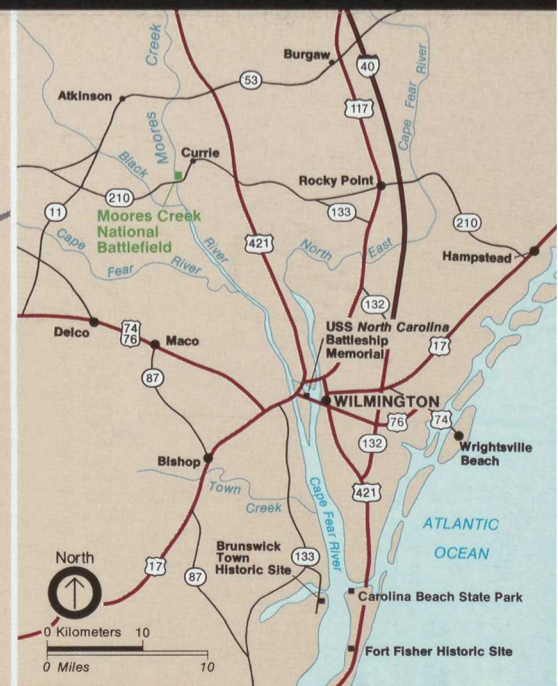 Creek
Moores
Burgaw
40
53
Atkinson
117
Cape Fear River
Currie
Black
Rocky Point
210
133
11
210
Moores Creek
National
Battlefield
River
421
North East
Cape Fear River
Hampstead
132
USS North Carolina
Battleship
Memorial
Delco
74
76
Maco
17
87
WILMINGTON
76
74
132
Wrightsville
Beach
Bishop
Town
Creek
421
Cape Fear River
ATLANTIC
OCEAN
Brunswick
Town
Historic Site
133
North
17
87
Carolina Beach State Park
0 Kilometers 10
0 Miles 10
Fort Fisher Historic Site